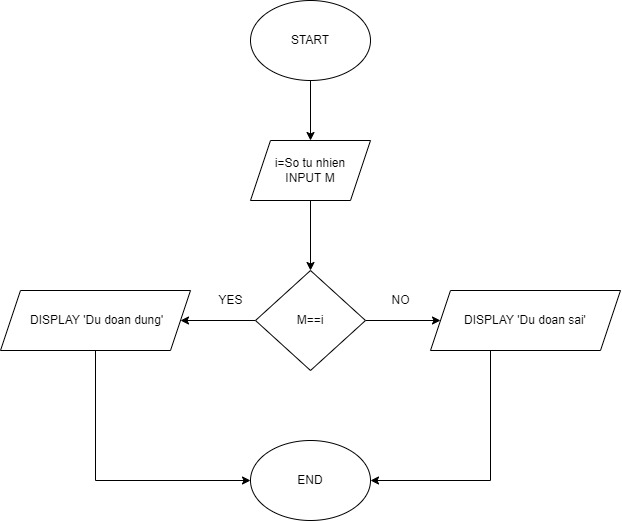 START
i=So tu nhien
INPUT M
YES
NO
DISPLAY 'Du doan dung'
M==i
DISPLAY 'Du doan sai'
END